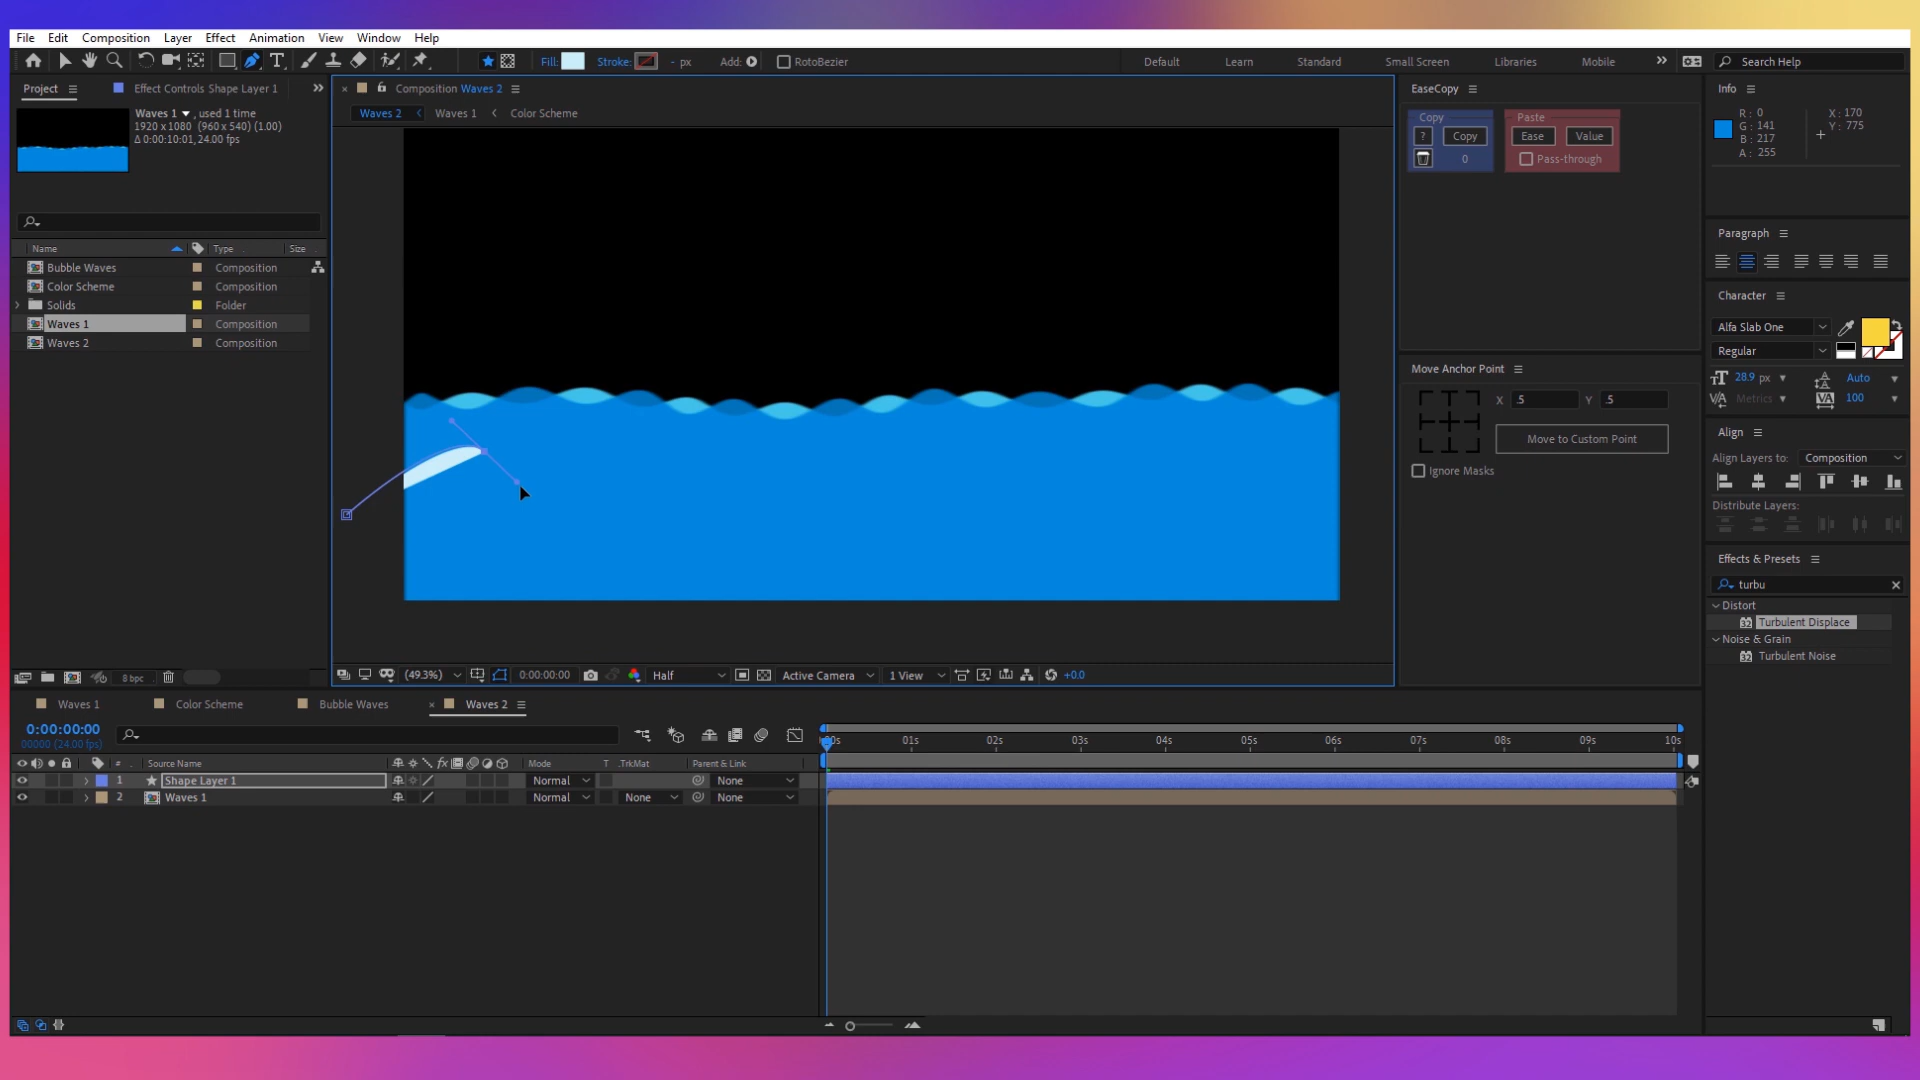 File Edit Composition Layer Effect Animation View Window Help
Fill: Stroke: - px Add: RotoBezier Default Learn Standard Small Screen Libraries Mobile » Search Help
Project Effect Controls Shape Layer 1 »
Waves 1 , used 1 time
1920 x 1080 (960 x 540) (1.00)
Δ 0:00:10:01, 24.00 fps
Name Type Size
Bubble Waves Composition
Color Scheme Composition
Solids Folder
Waves 1 Composition
Waves 2 Composition
8 bpc
Composition Waves 2
Waves 2 Waves 1 Color Scheme
(49.3%) 0:00:00:00 Half Active Camera 1 View +0.0
EaseCopy
Copy Paste
? Copy Ease Value
0 Pass-through
Move Anchor Point
X .5 Y .5
Move to Custom Point
Ignore Masks
Info
R: 0 X: 170
G: 141 Y: 775
B: 217
A: 255
Paragraph
Character
Alfa Slab One
Regular
28.9 px Auto
Metrics 100
Align
Align Layers to: Composition
Distribute Layers:
Effects & Presets
turbu
Distort
32 Turbulent Displace
Noise & Grain
32 Turbulent Noise
Waves 1 Color Scheme Bubble Waves Waves 2
0:00:00:00
00000 (24.00 fps)
01s 02s 03s 04s 05s 06s 07s 08s 09s 10s
# Source Name fx Mode T .TrkMat Parent & Link
1 Shape Layer 1 Normal None
2 Waves 1 Normal None None